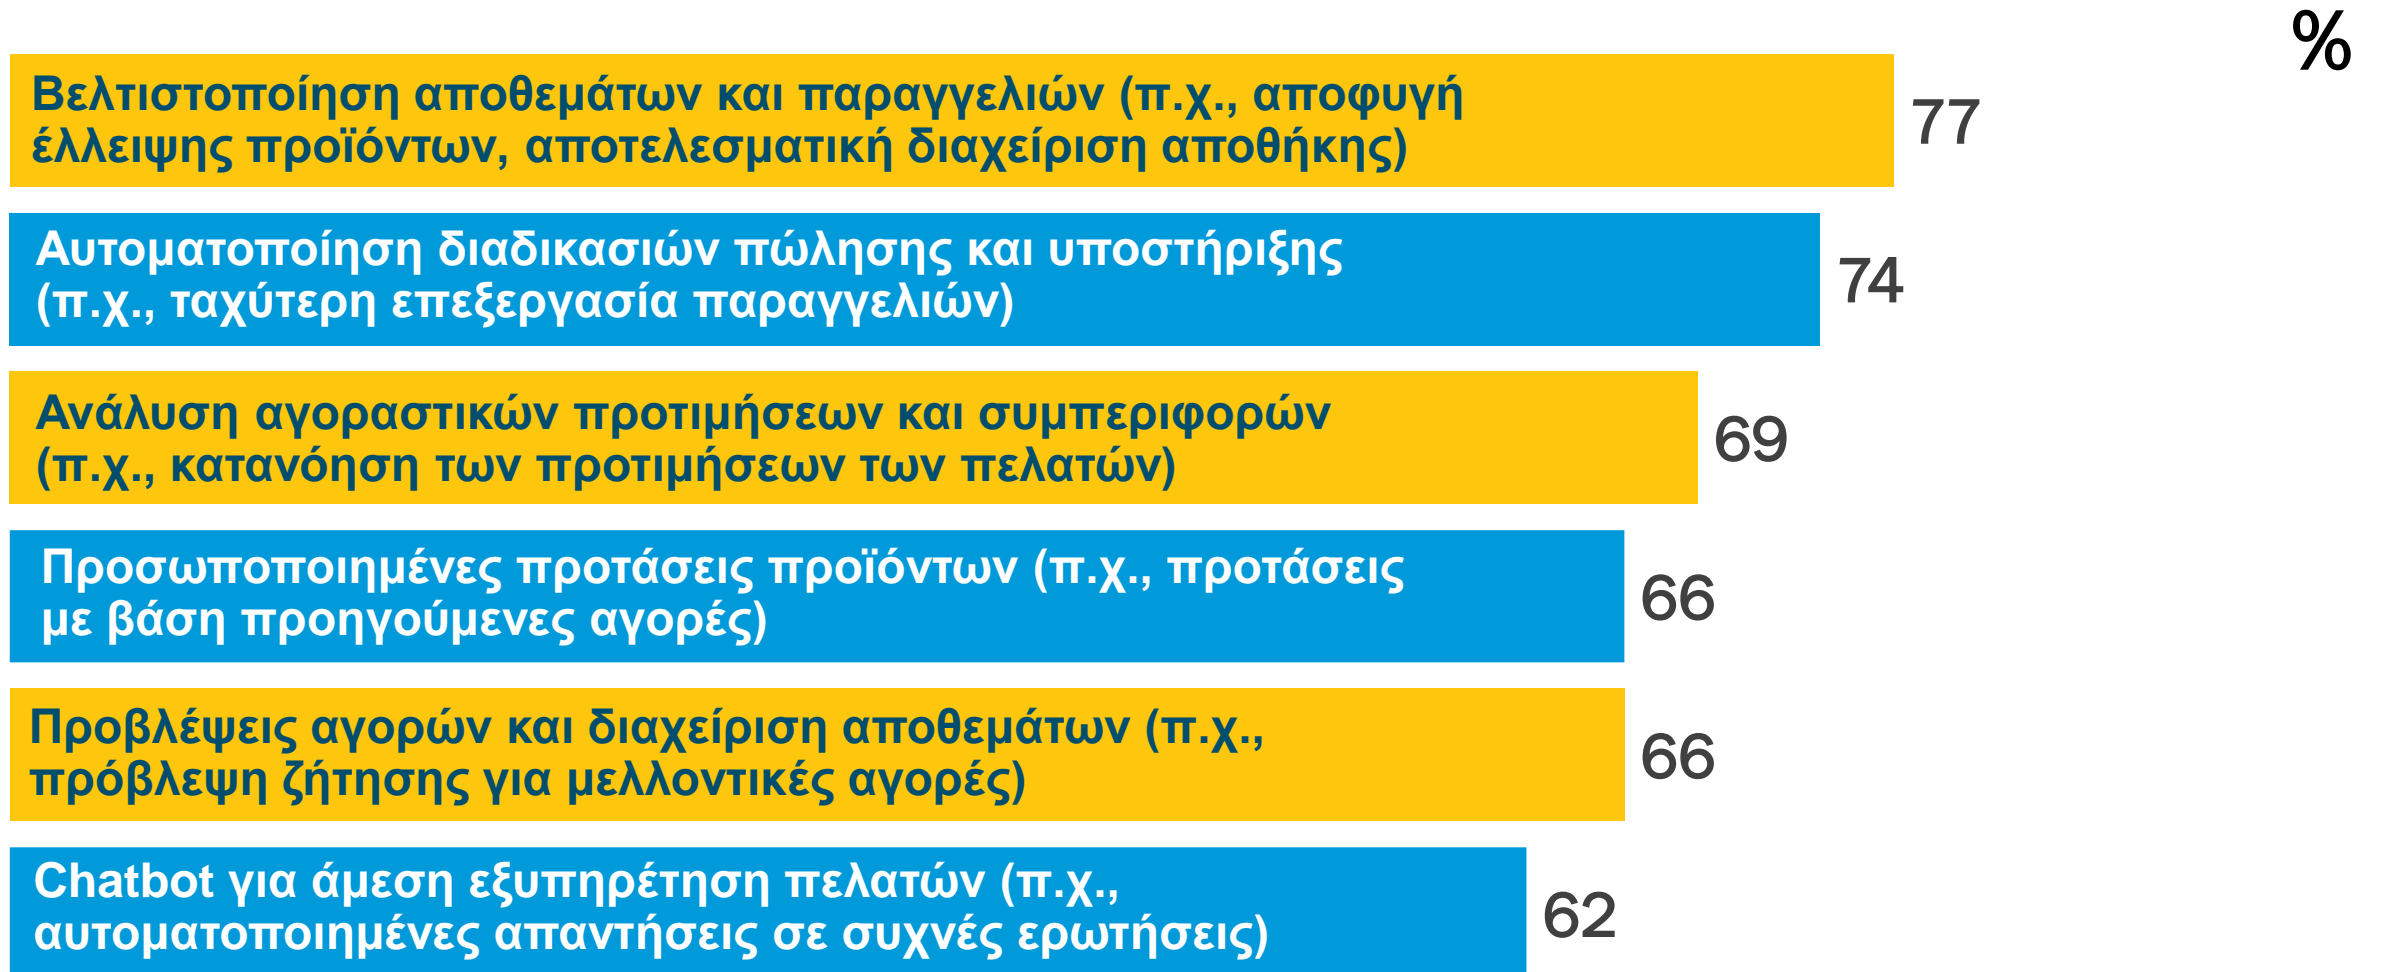 %
Βελτιστοποίηση αποθεμάτων και παραγγελιών (π.χ., αποφυγή
έλλειψης προϊόντων, αποτελεσματική διαχείριση αποθήκης)
77
Αυτοματοποίηση διαδικασιών πώλησης και υποστήριξης
(π.χ., ταχύτερη επεξεργασία παραγγελιών)
74
Ανάλυση αγοραστικών προτιμήσεων και συμπεριφορών
(π.χ., κατανόηση των προτιμήσεων των πελατών)
69
Προσωποποιημένες προτάσεις προϊόντων (π.χ., προτάσεις
με βάση προηγούμενες αγορές)
66
Προβλέψεις αγορών και διαχείριση αποθεμάτων (π.χ.,
πρόβλεψη ζήτησης για μελλοντικές αγορές)
66
Chatbot για άμεση εξυπηρέτηση πελατών (π.χ.,
αυτοματοποιημένες απαντήσεις σε συχνές ερωτήσεις)
62